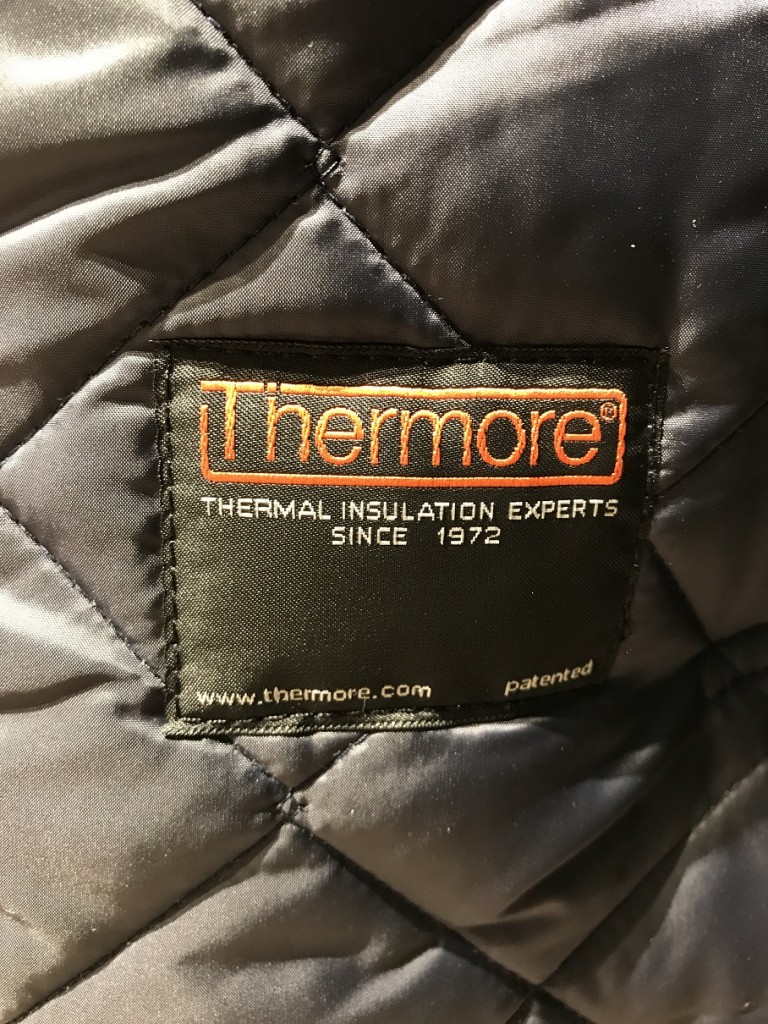 Thermore®
THERMAL INSULATION EXPERTS
SINCE 1972
www.thermore.com
patented